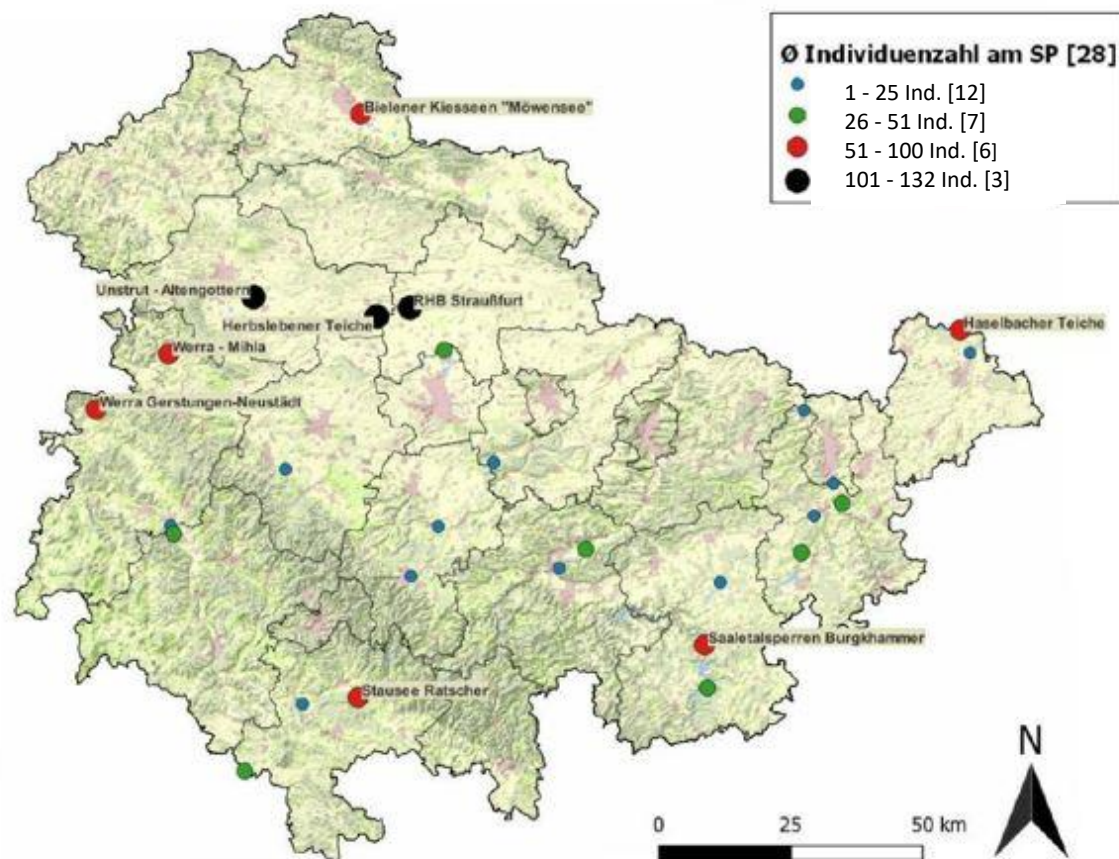 Ø Individuenzahl am SP [28]
1 - 25 Ind. [12]
26 - 51 Ind. [7]
51 - 100 Ind. [6]
101 - 132 Ind. [3]
Bielener Kiesseen "Möwensee"
Unstrut - Altengottern
RHB Straußfurt
Herbslebener Teiche
Haselbacher Teiche
Werra - Mihla
Werra Gerstungen-Neustädt
Saaletalsperren Burgkhammer
Stausee Ratscher
N
0 25 50 km